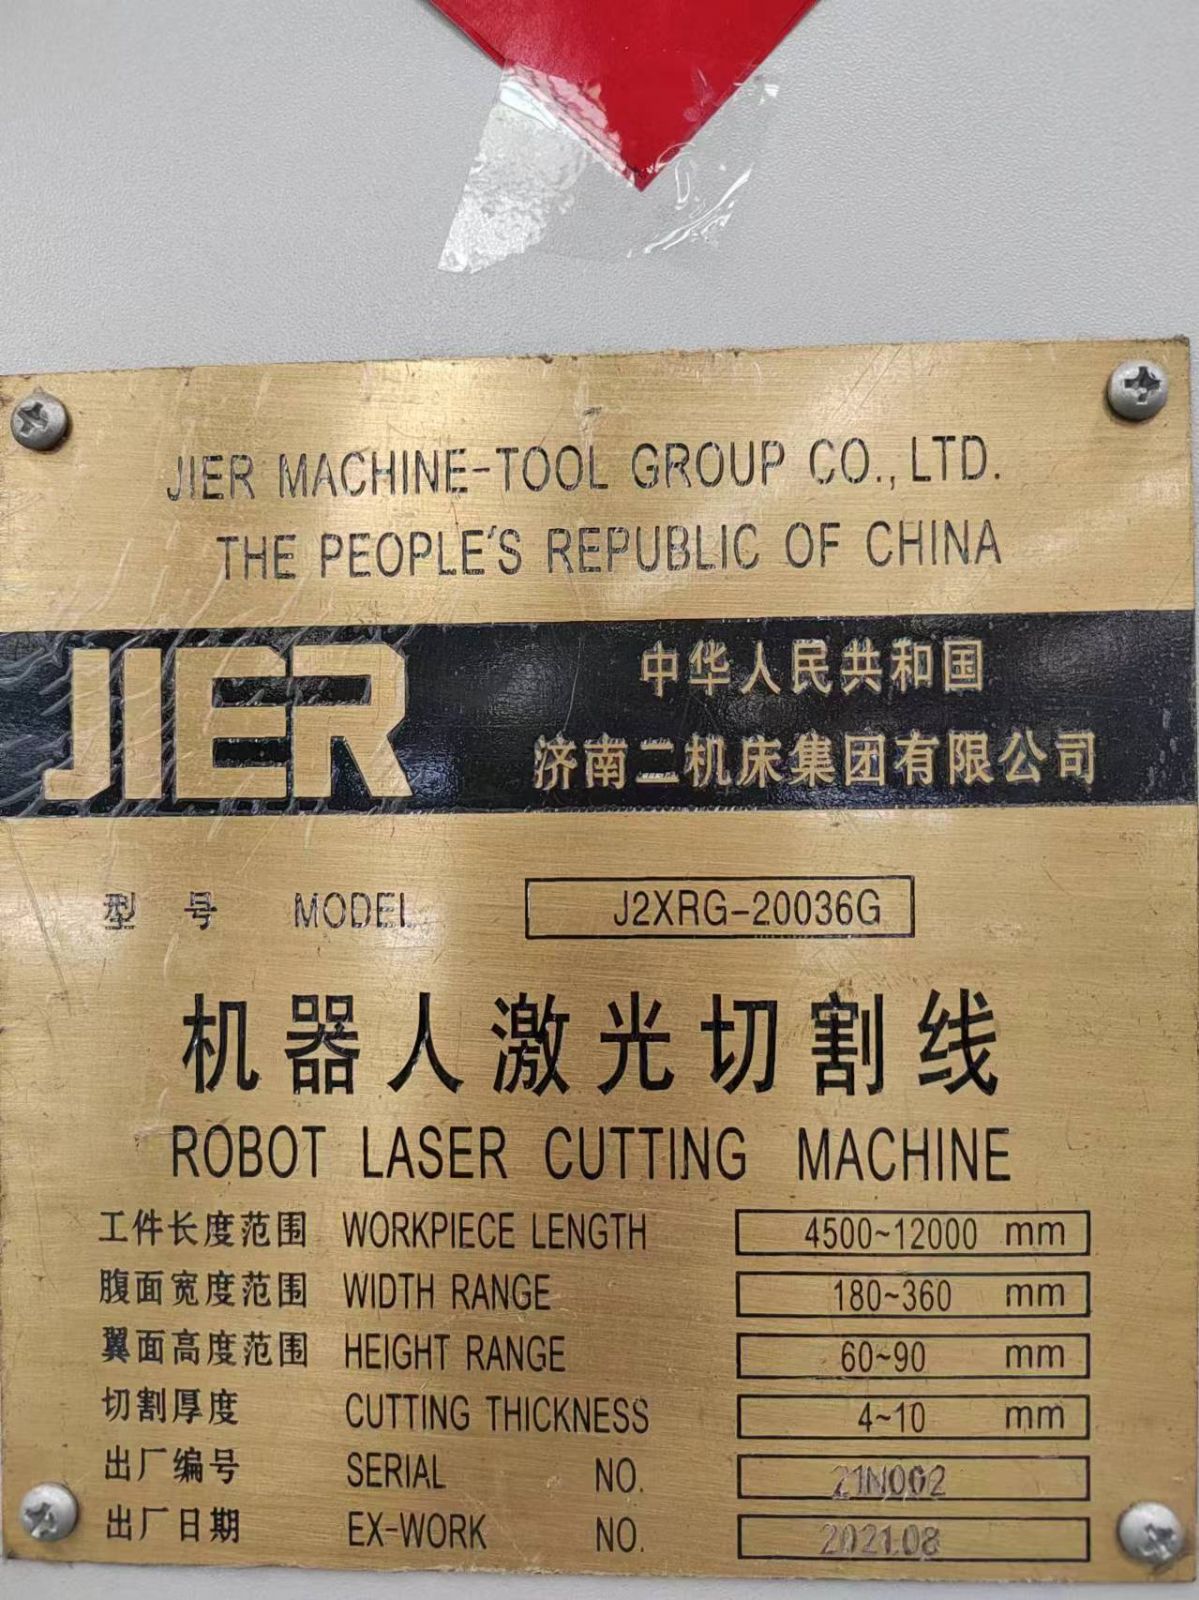 JIER MACHINE-TOOL GROUP CO., LTD.
THE PEOPLE'S REPUBLIC OF CHINA
JIER
中华人民共和国
济南二机床集团有限公司
型号 MODEL J2XRG-20036G
机器人激光切割线
ROBOT LASER CUTTING MACHINE
工件长度范围 WORKPIECE LENGTH 4500~12000 mm
腹面宽度范围 WIDTH RANGE 180~360 mm
翼面高度范围 HEIGHT RANGE 60~90 mm
切割厚度 CUTTING THICKNESS 4~10 mm
出厂编号 SERIAL NO. 21N002
出厂日期 EX-WORK NO. 2021.08